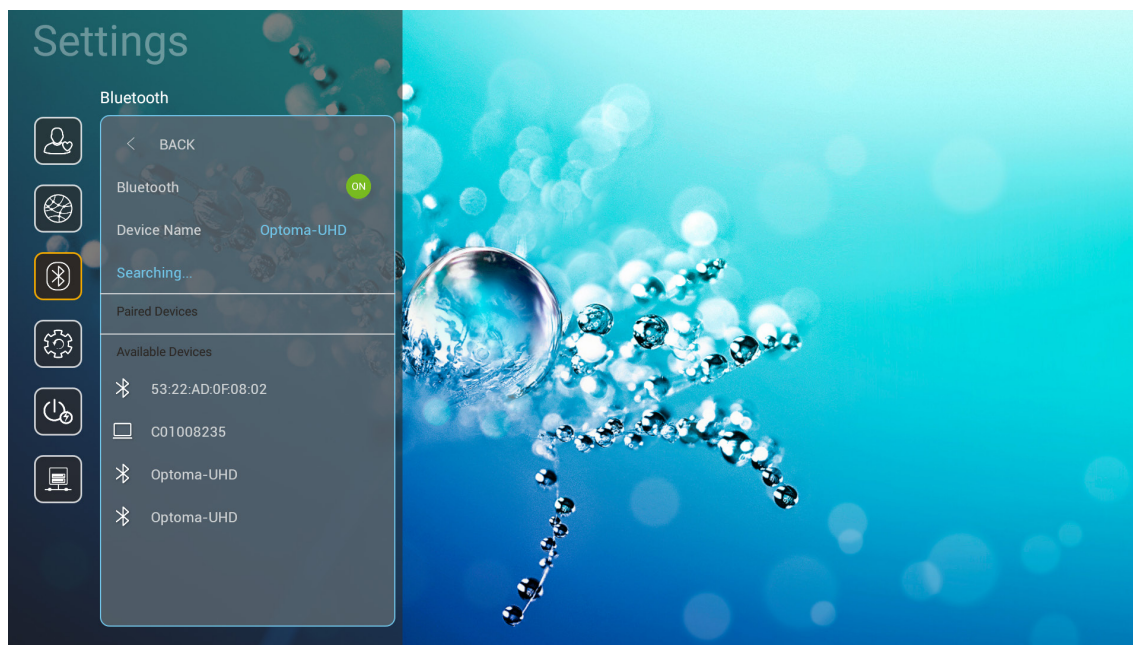 Settings
Bluetooth
BACK
Bluetooth ON
Device Name Optoma-UHD
Searching...
Paired Devices
Available Devices
53:22:AD:0F:08:02
C01008235
Optoma-UHD
Optoma-UHD